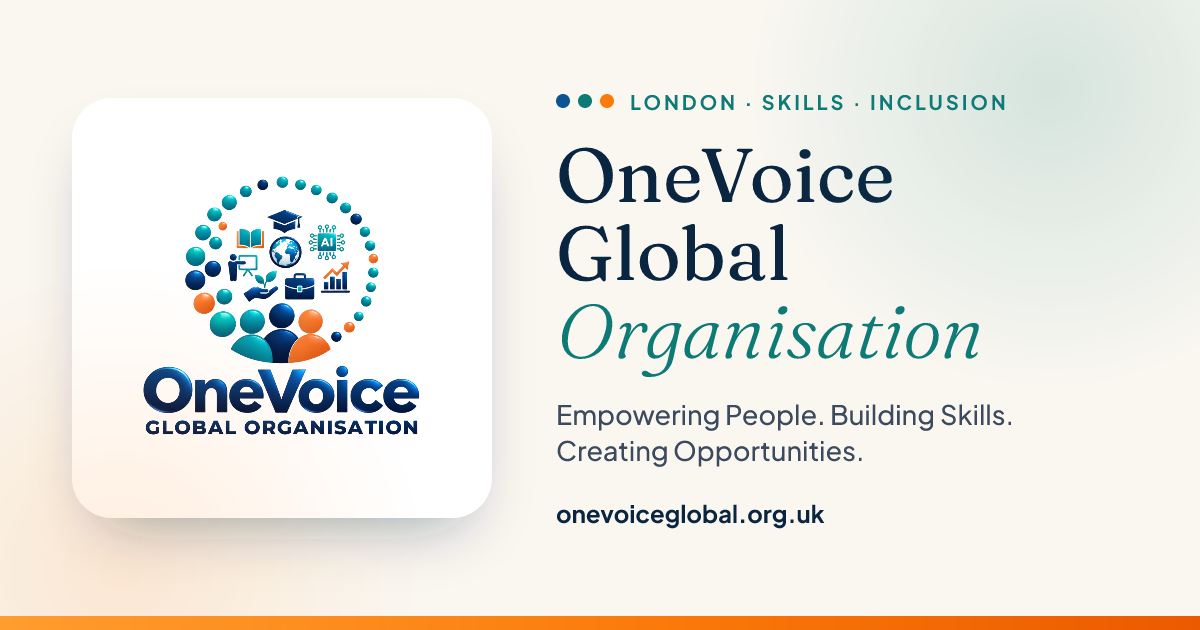 AI
OneVoice
GLOBAL ORGANISATION
LONDON · SKILLS · INCLUSION
OneVoice
Global
Organisation
Empowering People. Building Skills.
Creating Opportunities.
onevoiceglobal.org.uk